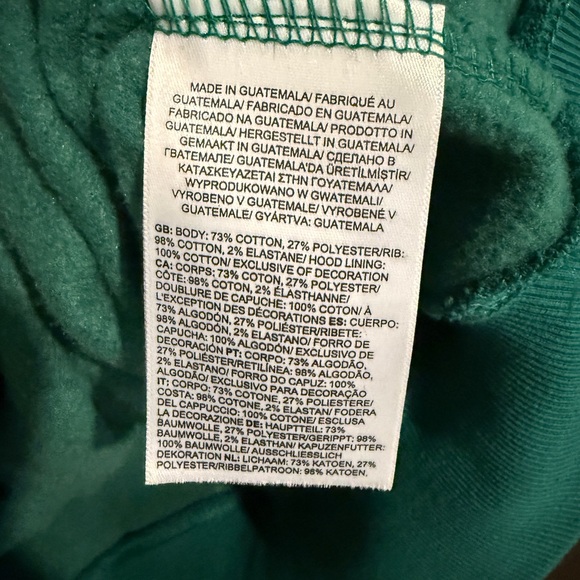 MADE IN GUATEMALA/ FABRIQUÉ AU
GUATEMALA/ FABRICADO EN GUATEMALA/
FABRICADO NA GUATEMALA/ PRODOTTO IN
GUATEMALA/ HERGESTELLT IN GUATEMALA/
GEMAAKT IN GUATEMALA/ СДЕЛАНО В
ГВАТЕМАЛЕ/ GUATEMALA'DA ÜRETİLMİŞTİR/
ΚΑΤΑΣΚΕΥΑΖΕΤΑΙ ΣΤΗΝ ΓΟΥΑΤΕΜΑΛΑ/
WYPRODUKOWANO W GWATEMALI/
VYROBENO V GUATEMALE/ VYROBENÉ V
GUATEMALE/ GYÁRTVA: GUATEMALA
GB: BODY: 73% COTTON, 27% POLYESTER/RIB:
98% COTTON, 2% ELASTANE/ HOOD LINING:
100% COTTON/ EXCLUSIVE OF DECORATION
CA: CORPS: 73% COTON, 27% POLYESTER/
CÔTE: 98% COTON, 2% ÉLASTHANNE/
DOUBLURE DE CAPUCHE: 100% COTON/ À
L'EXCEPTION DES DÉCORATIONS ES: CUERPO:
73% ALGODÓN, 27% POLIÉSTER/RIBETE:
98% ALGODÓN, 2% ELASTANO/ FORRO DE
CAPUCHA: 100% ALGODÓN/ EXCLUSIVO DE
DECORACIÓN PT: CORPO: 73% ALGODÃO,
27% POLIÉSTER/RETILÍNEA: 98% ALGODÃO,
2% ELASTANO/ FORRO DO CAPUZ: 100%
ALGODÃO/ EXCLUSIVO PARA DECORAÇÃO
IT: CORPO: 73% COTONE, 27% POLIESTERE/
COSTA: 98% COTONE, 2% ELASTAN/ FODERA
DEL CAPPUCCIO: 100% COTONE/ ESCLUSA
LA DECORAZIONE DE: HAUPTTEIL: 73%
BAUMWOLLE, 27% POLYESTER/GERIPPT: 98%
BAUMWOLLE, 2% ELASTHAN/ KAPUZENFUTTER:
100% BAUMWOLLE/ AUSSCHLIESSLICH
DEKORATION NL: LICHAAM: 73% KATOEN, 27%
POLYESTER/RIBBELPATROON: 98% KATOEN,